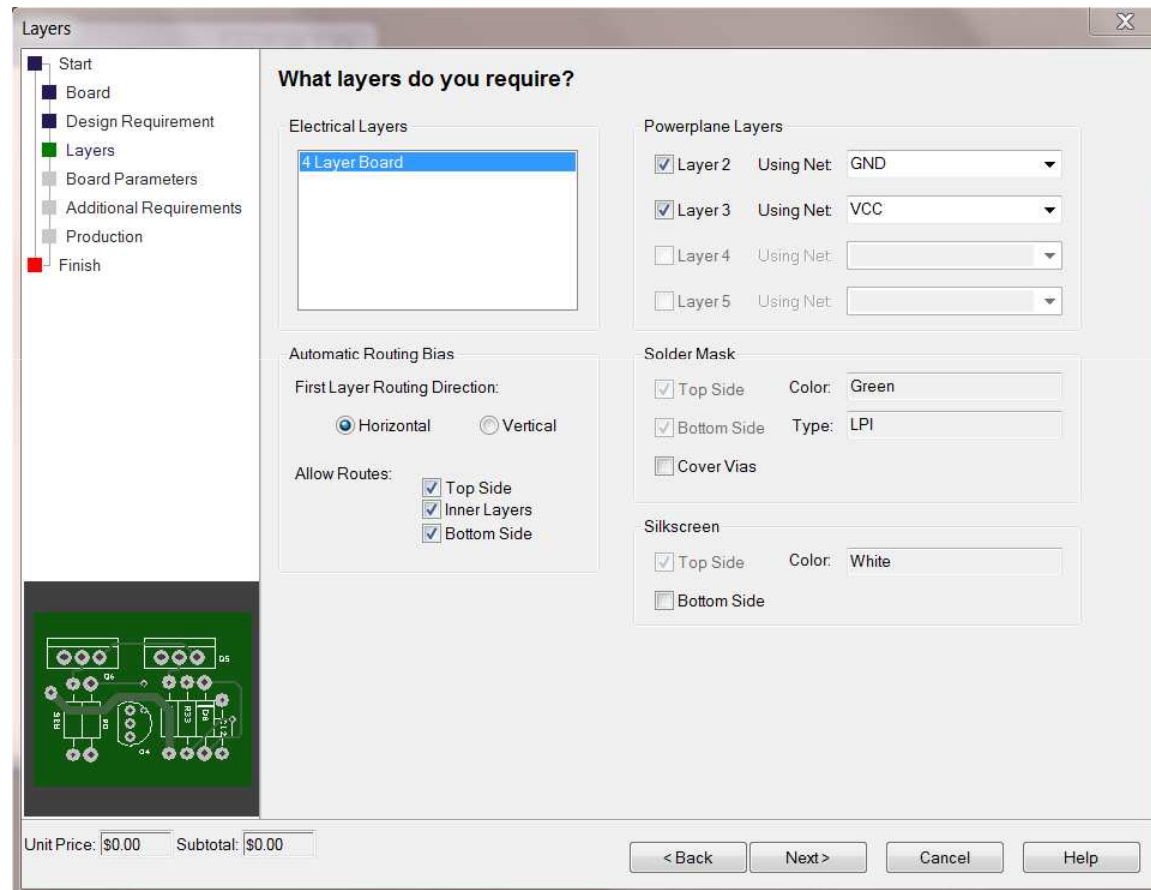 Layers
Start
Board
Design Requirement
Layers
Board Parameters
Additional Requirements
Production
Finish
What layers do you require?
Electrical Layers
4 Layer Board
Powerplane Layers
Layer 2 Using Net GND
Layer 3 Using Net VCC
Layer 4 Using Net
Layer 5 Using Net
Automatic Routing Bias
First Layer Routing Direction:
Horizontal Vertical
Allow Routes:
Top Side
Inner Layers
Bottom Side
Solder Mask
Top Side Color: Green
Bottom Side Type: LPI
Cover Vias
Silkscreen
Top Side Color: White
Bottom Side
Q5
Q6
R33
Q4
Unit Price: $0.00 Subtotal: $0.00
< Back Next > Cancel Help